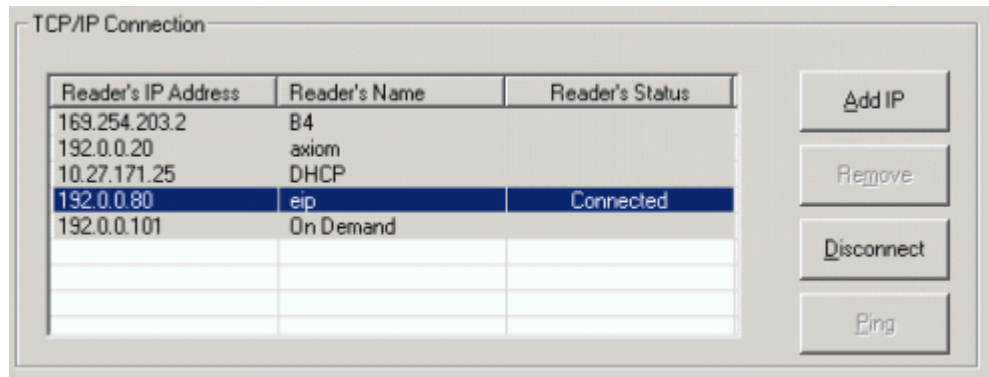 TCP/IP Connection
Reader's IP Address Reader's Name Reader's Status
169.254.203.2 B4
192.0.0.20 axiom
10.27.171.25 DHCP
192.0.0.80 eip Connected
192.0.0.101 On Demand
Add IP
Remove
Disconnect
Ping